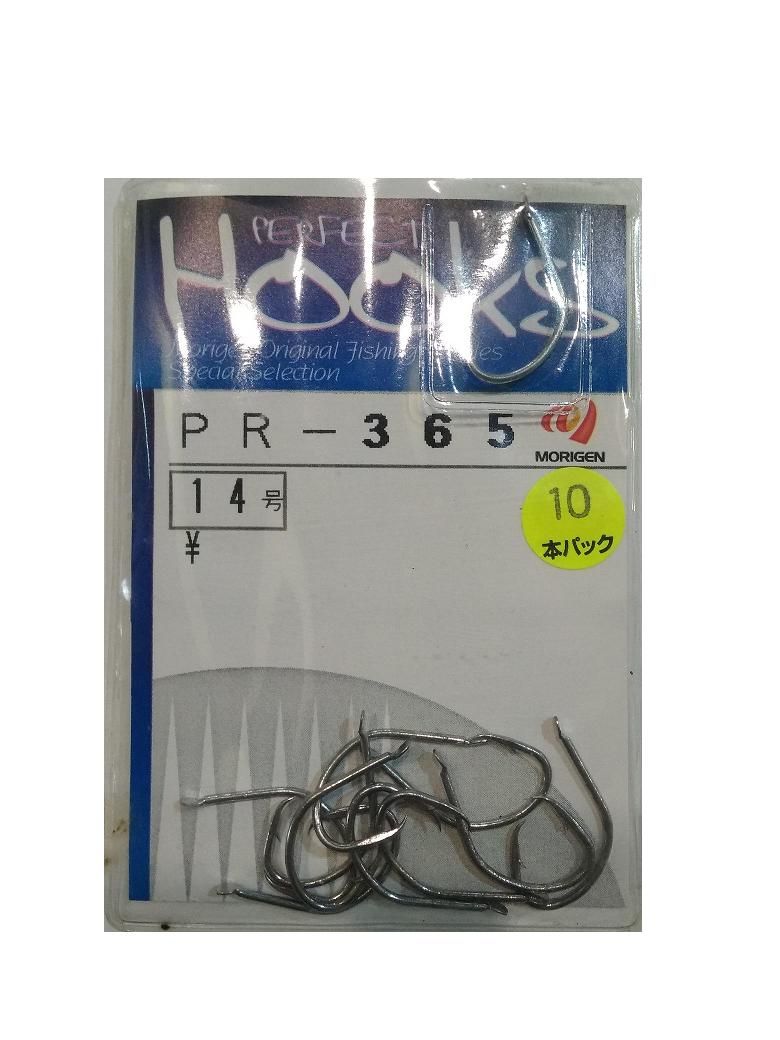 PERFECT
HOOKS
Morigen Original Fishing
Special Selection
PR-365
MORIGEN
14号
10
本パック
¥